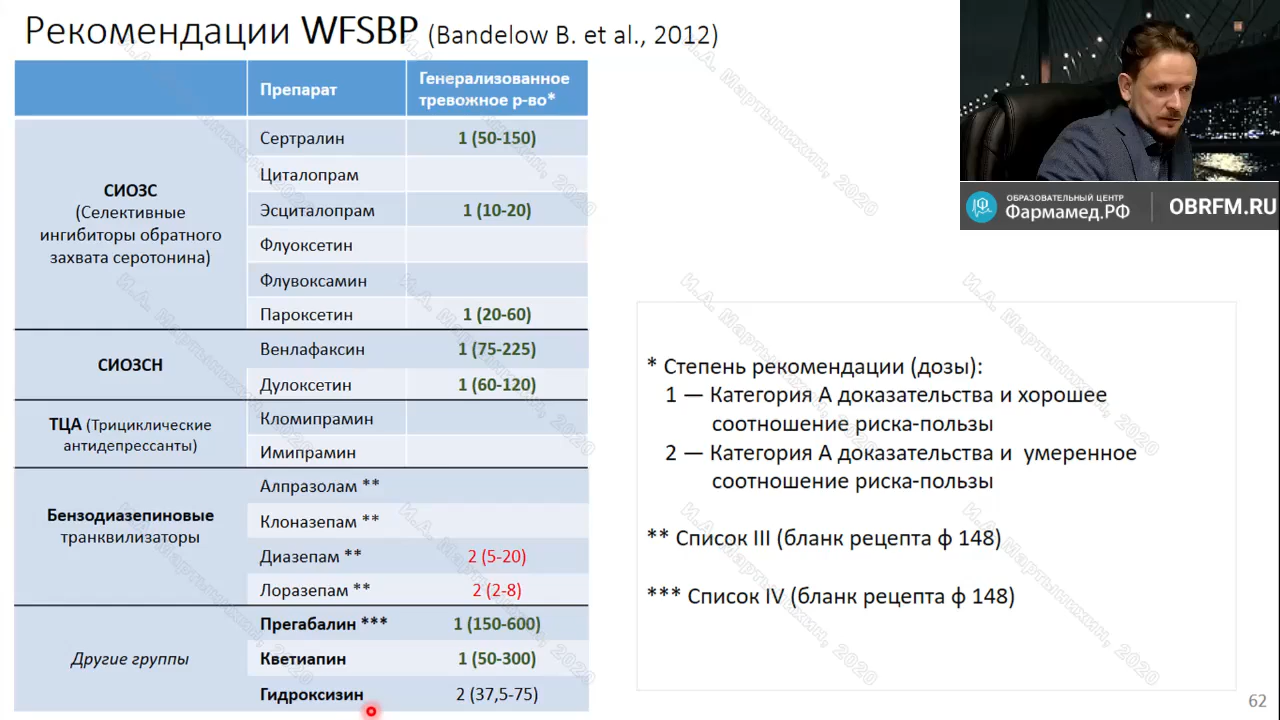 Рекомендации WFSBP (Bandelow B. et al., 2012)
Препарат
Генерализованное
тревожное р-во*
СИОЗС
(Селективные
ингибиторы обратного
захвата серотонина)
Сертралин 1 (50-150)
Циталопрам
Эсциталопрам 1 (10-20)
Флуоксетин
Флувоксамин
Пароксетин 1 (20-60)
СИОЗСН
Венлафаксин 1 (75-225)
Дулоксетин 1 (60-120)
ТЦА (Трициклические
антидепрессанты)
Кломипрамин
Имипрамин
Бензодиазепиновые
транквилизаторы
Алпразолам **
Клоназепам **
Диазепам ** 2 (5-20)
Лоразепам ** 2 (2-8)
Другие группы
Прегабалин *** 1 (150-600)
Кветиапин 1 (50-300)
Гидроксизин 2 (37,5-75)
ОБРАЗОВАТЕЛЬНЫЙ ЦЕНТР
Фармамед.РФ
OBRFM.RU
* Степень рекомендации (дозы):
1 — Категория А доказательства и хорошее
соотношение риска-пользы
2 — Категория А доказательства и умеренное
соотношение риска-пользы
** Список III (бланк рецепта ф 148)
*** Список IV (бланк рецепта ф 148)
62
И.А. Мартынихин, 2020